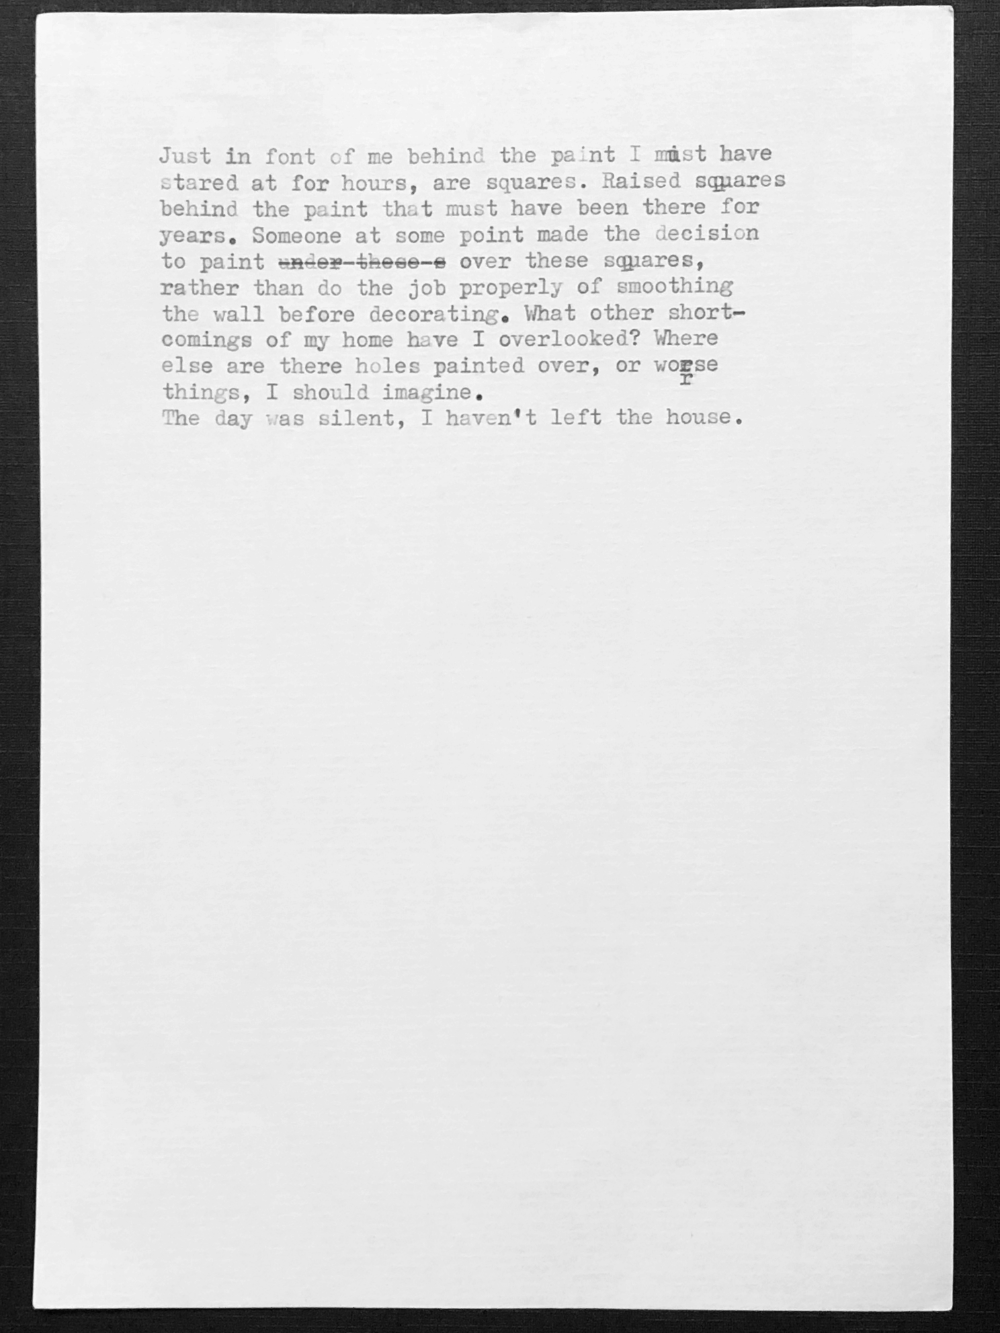 Just in font of me behind the paint I must have
stared at for hours, are squares. Raised squares
behind the paint that must have been there for
years. Someone at some point made the decision
to paint under these s over these squares,
rather than do the job properly of smoothing
the wall before decorating. What other short-
comings of my home have I overlooked? Where
else are there holes painted over, or worse
things, I should imagine.
The day was silent, I haven't left the house.